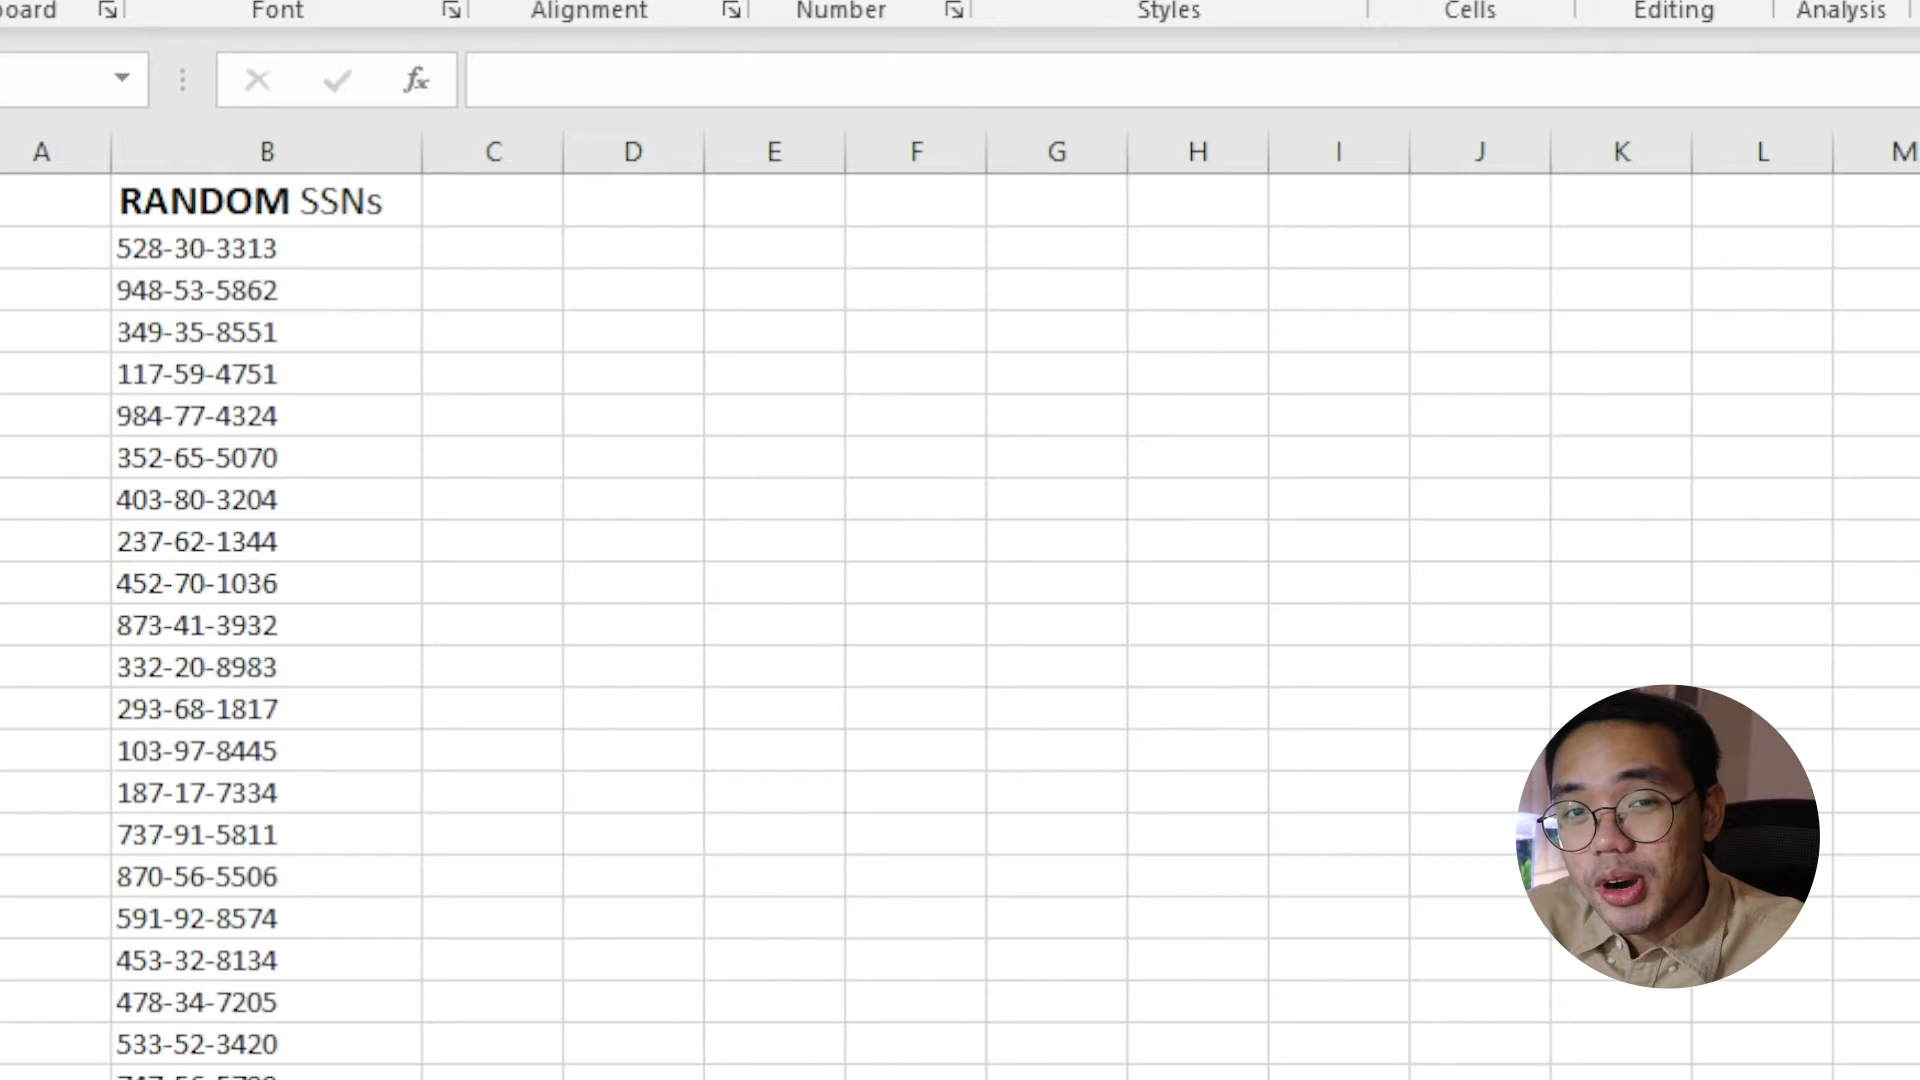 Font
Alignment
Number
Styles
Cells
Editing
Analysis
fx
A B C D E F G H I J K L M
RANDOM SSNs
528-30-3313
948-53-5862
349-35-8551
117-59-4751
984-77-4324
352-65-5070
403-80-3204
237-62-1344
452-70-1036
873-41-3932
332-20-8983
293-68-1817
103-97-8445
187-17-7334
737-91-5811
870-56-5506
591-92-8574
453-32-8134
478-34-7205
533-52-3420